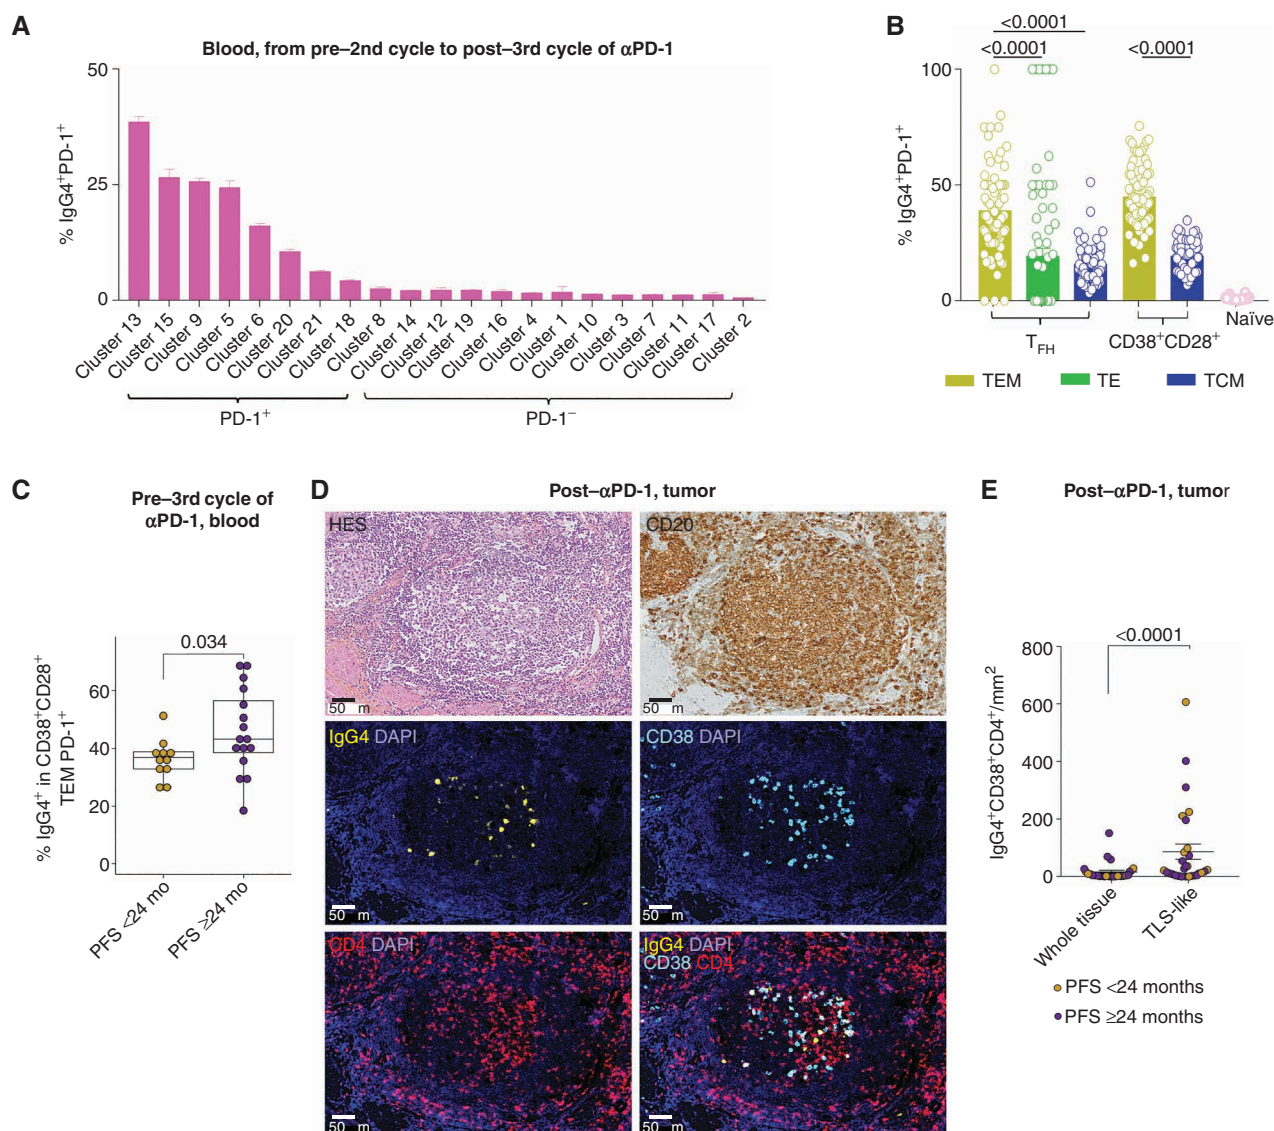 A
Blood, from pre–2nd cycle to post–3rd cycle of αPD-1
% IgG4⁺PD-1⁺
50
25
0
Cluster 13
Cluster 15
Cluster 9
Cluster 5
Cluster 6
Cluster 20
Cluster 21
Cluster 18
Cluster 8
Cluster 14
Cluster 12
Cluster 19
Cluster 16
Cluster 4
Cluster 1
Cluster 10
Cluster 3
Cluster 7
Cluster 11
Cluster 17
Cluster 2
PD-1⁺
PD-1⁻
B
<0.0001
<0.0001
<0.0001
% IgG4⁺PD-1⁺
100
50
0
T_FH
CD38⁺CD28⁺
Naïve
TEM
TE
TCM
C
Pre–3rd cycle of
αPD-1, blood
0.034
% IgG4⁺ in CD38⁺CD28⁺
TEM PD-1⁺
60
40
20
0
PFS <24 mo
PFS ≥24 mo
D
Post–αPD-1, tumor
HES
50 m
CD20
50 m
IgG4 DAPI
50 m
CD38 DAPI
50 m
CD4 DAPI
50 m
IgG4 DAPI
CD38 CD4
50 m
E
Post–αPD-1, tumor
<0.0001
IgG4⁺CD38⁺CD4⁺/mm²
800
600
400
200
0
Whole tissue
TLS-like
PFS <24 months
PFS ≥24 months